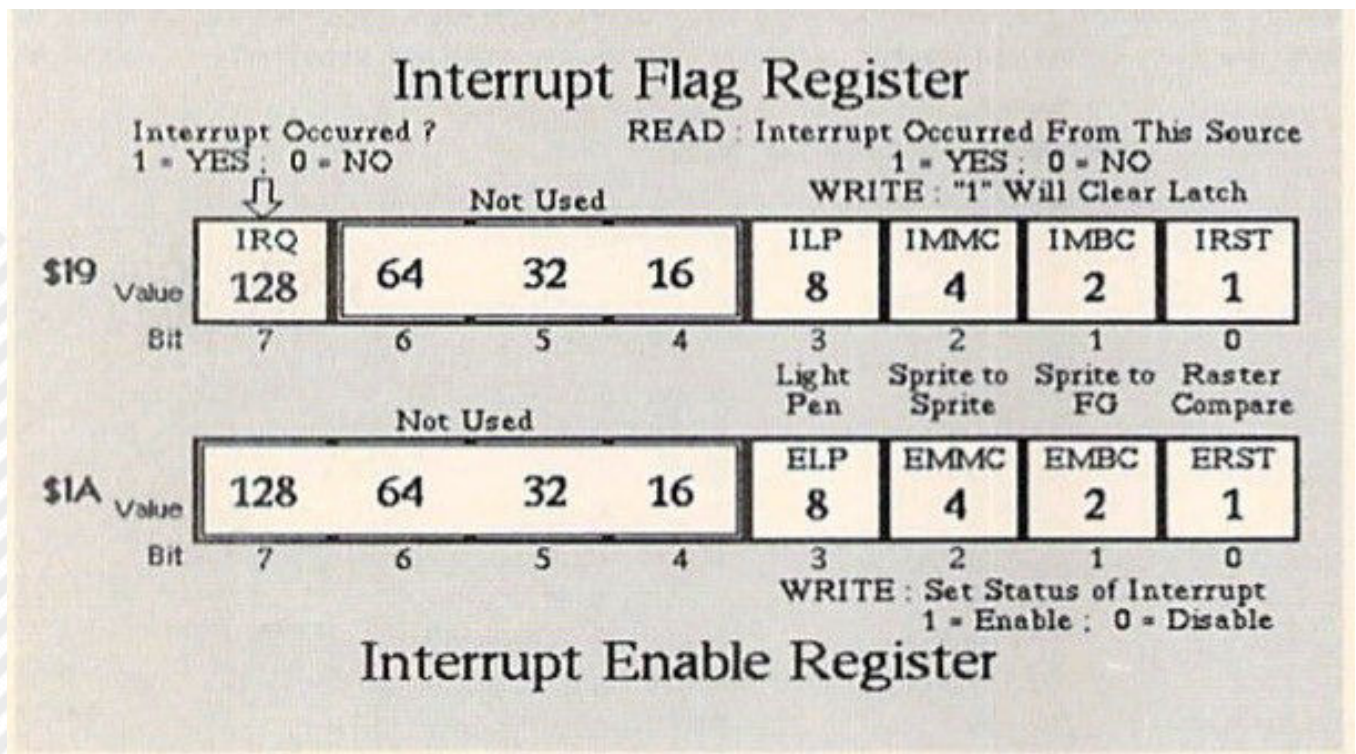 Interrupt Flag Register
Interrupt Occurred ? READ : Interrupt Occurred From This Source
1 = YES ; 0 = NO 1 = YES ; 0 = NO
Not Used WRITE : "1" Will Clear Latch
IRQ ILP IMMC IMBC IRST
$19 Value 128 64 32 16 8 4 2 1
Bit 7 6 5 4 3 2 1 0
Light Sprite to Sprite to Raster
Pen Sprite FG Compare
Not Used
ELP EMMC EMBC ERST
$1A Value 128 64 32 16 8 4 2 1
Bit 7 6 5 4 3 2 1 0
WRITE : Set Status of Interrupt
1 = Enable ; 0 = Disable
Interrupt Enable Register